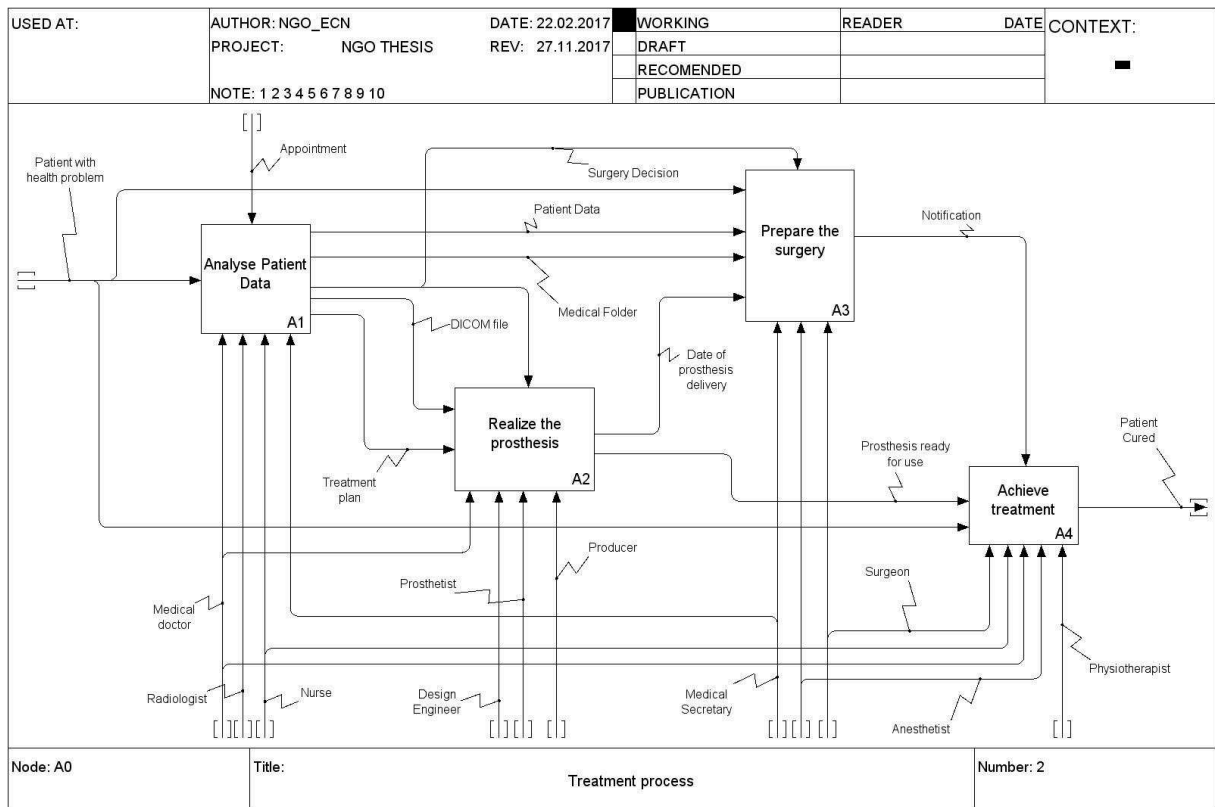 USED AT:
AUTHOR: NGO_ECN
DATE: 22.02.2017
WORKING
READER
DATE
CONTEXT:
PROJECT: NGO THESIS
REV: 27.11.2017
DRAFT
RECOMENDED
NOTE: 1 2 3 4 5 6 7 8 9 10
PUBLICATION
Appointment
Patient with
health problem
Surgery Decision
Patient Data
Notification
Analyse Patient
Data
A1
Prepare the
surgery
A3
Medical Folder
DICOM file
Date of
prosthesis
delivery
Realize the
prosthesis
A2
Treatment
plan
Prosthesis ready
for use
Patient
Cured
Achieve
treatment
A4
Producer
Prosthetist
Surgeon
Medical
doctor
Physiotherapist
Radiologist
Nurse
Design
Engineer
Medical
Secretary
Anesthetist
Node: A0
Title:
Treatment process
Number: 2